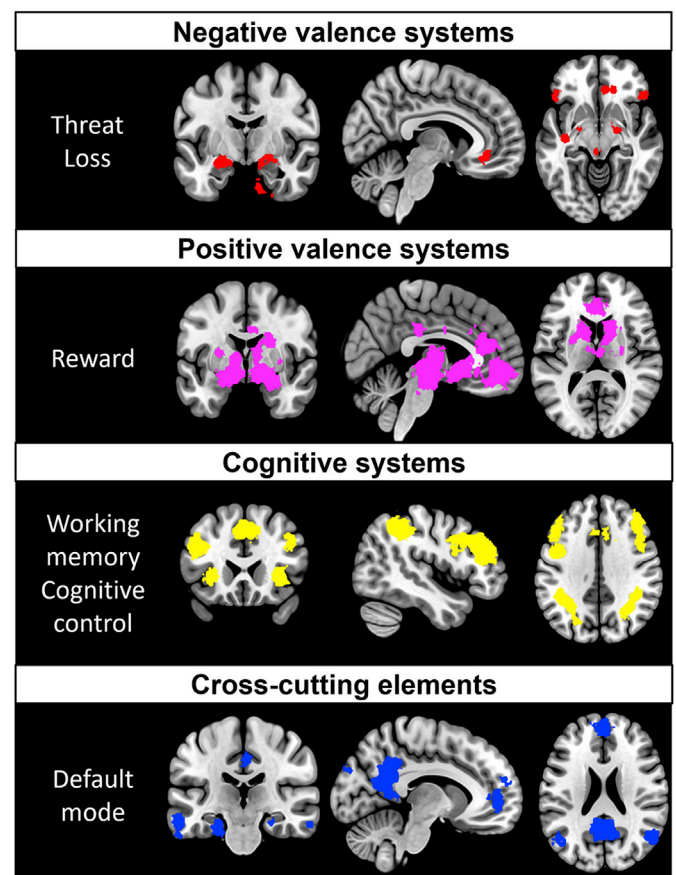 Negative valence systems
Threat
Loss
Positive valence systems
Reward
Cognitive systems
Working
memory
Cognitive
control
Cross-cutting elements
Default
mode